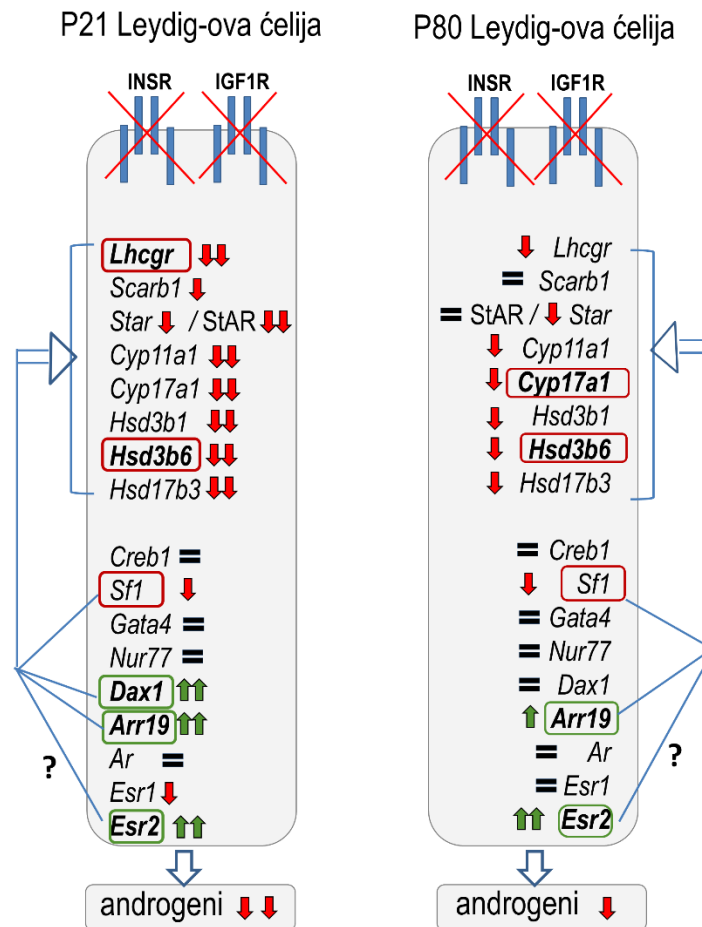 P21 Leydig-ova ćelija
INSR IGF1R
Lhcgr ↓↓
Scarb1 ↓
Star ↓ / StAR ↓↓
Cyp11a1 ↓↓
Cyp17a1 ↓↓
Hsd3b1 ↓↓
Hsd3b6 ↓↓
Hsd17b3 ↓↓
Creb1 =
Sf1 ↓
Gata4 =
Nur77 =
Dax1 ↑↑
Arr19 ↑↑
Ar =
?
Esr1 ↓
Esr2 ↑↑
androgeni ↓↓
P80 Leydig-ova ćelija
INSR IGF1R
↓ Lhcgr
= Scarb1
= StAR / ↓ Star
↓ Cyp11a1
↓ Cyp17a1
↓ Hsd3b1
↓ Hsd3b6
↓ Hsd17b3
= Creb1
↓ Sf1
= Gata4
= Nur77
= Dax1
↑ Arr19
= Ar
?
= Esr1
↑↑ Esr2
androgeni ↓